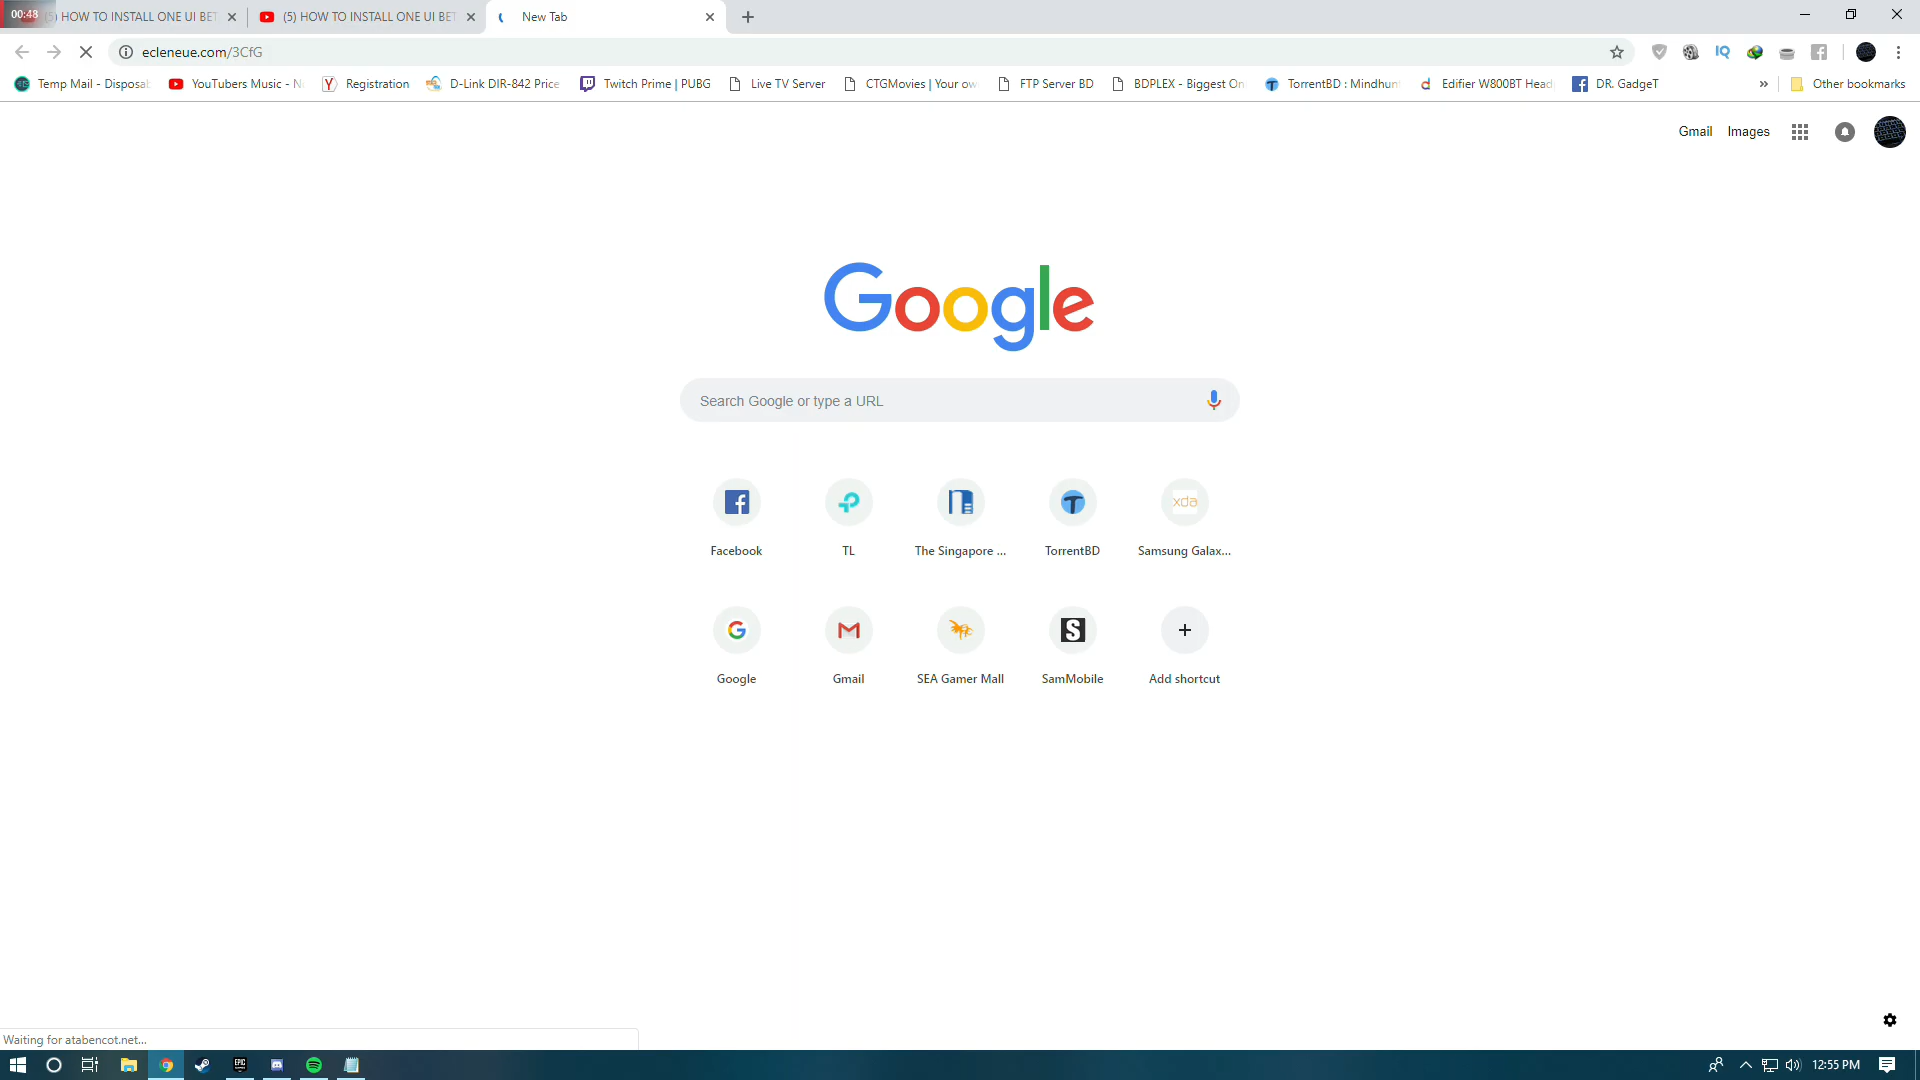 00:48
5) HOW TO INSTALL ONE UI BET
(5) HOW TO INSTALL ONE UI BET
New Tab
ecleneue.com/3CfG
IQ
Temp Mail - Disposab
YouTubers Music - N
Registration
D-Link DIR-842 Price
Twitch Prime | PUBG
Live TV Server
CTGMovies | Your ow
FTP Server BD
BDPLEX - Biggest On
TorrentBD : Mindhun
Edifier W800BT Head
DR. GadgeT
»
Other bookmarks
Gmail
Images
Google
Search Google or type a URL
xda
Facebook
TL
The Singapore ...
TorrentBD
Samsung Galax...
Google
Gmail
SEA Gamer Mall
SamMobile
Add shortcut
Waiting for atabencot.net...
EPIC
12:55 PM